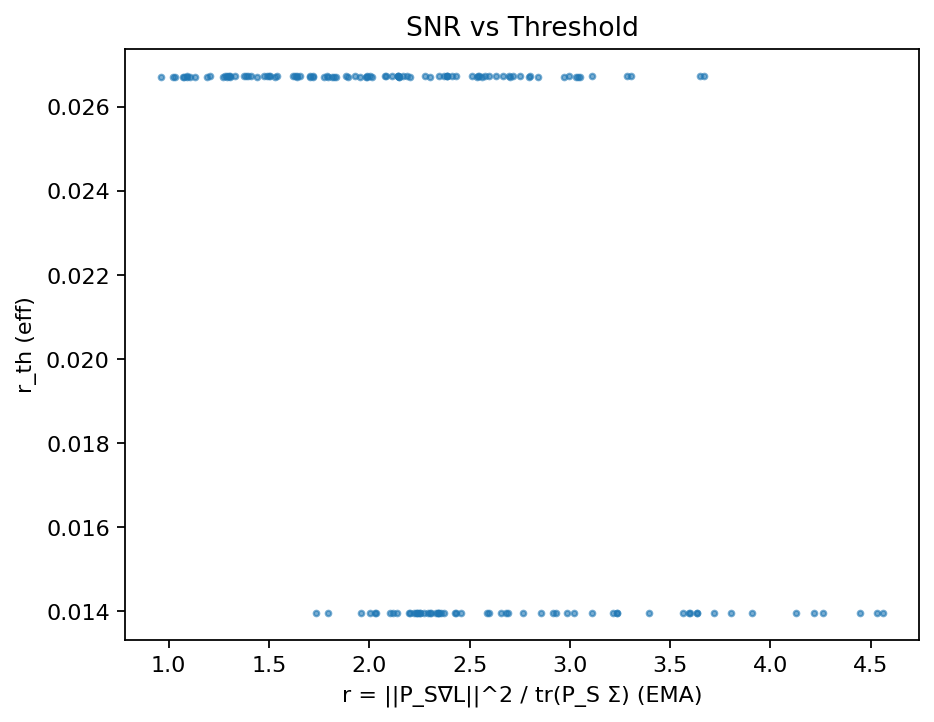 SNR vs Threshold
0.026
0.024
0.022
0.020
0.018
0.016
0.014
r_th (eff)
1.0 1.5 2.0 2.5 3.0 3.5 4.0 4.5
r = ||P_S∇L||^2 / tr(P_S Σ) (EMA)